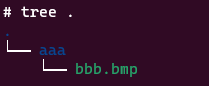 # tree .
.
└── aaa
    └── bbb.bmp